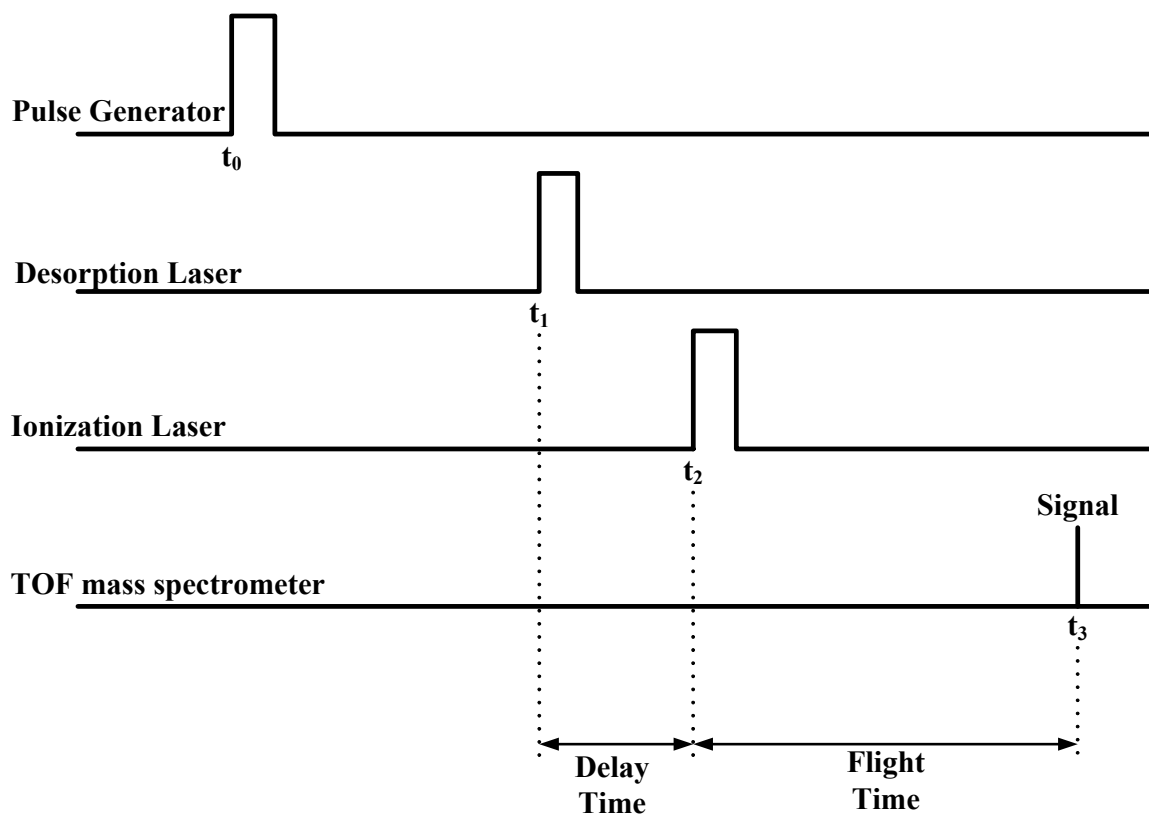 Pulse Generator
t₀
Desorption Laser
t₁
Ionization Laser
t₂
Signal
TOF mass spectrometer
t₃
Delay
Time
Flight
Time